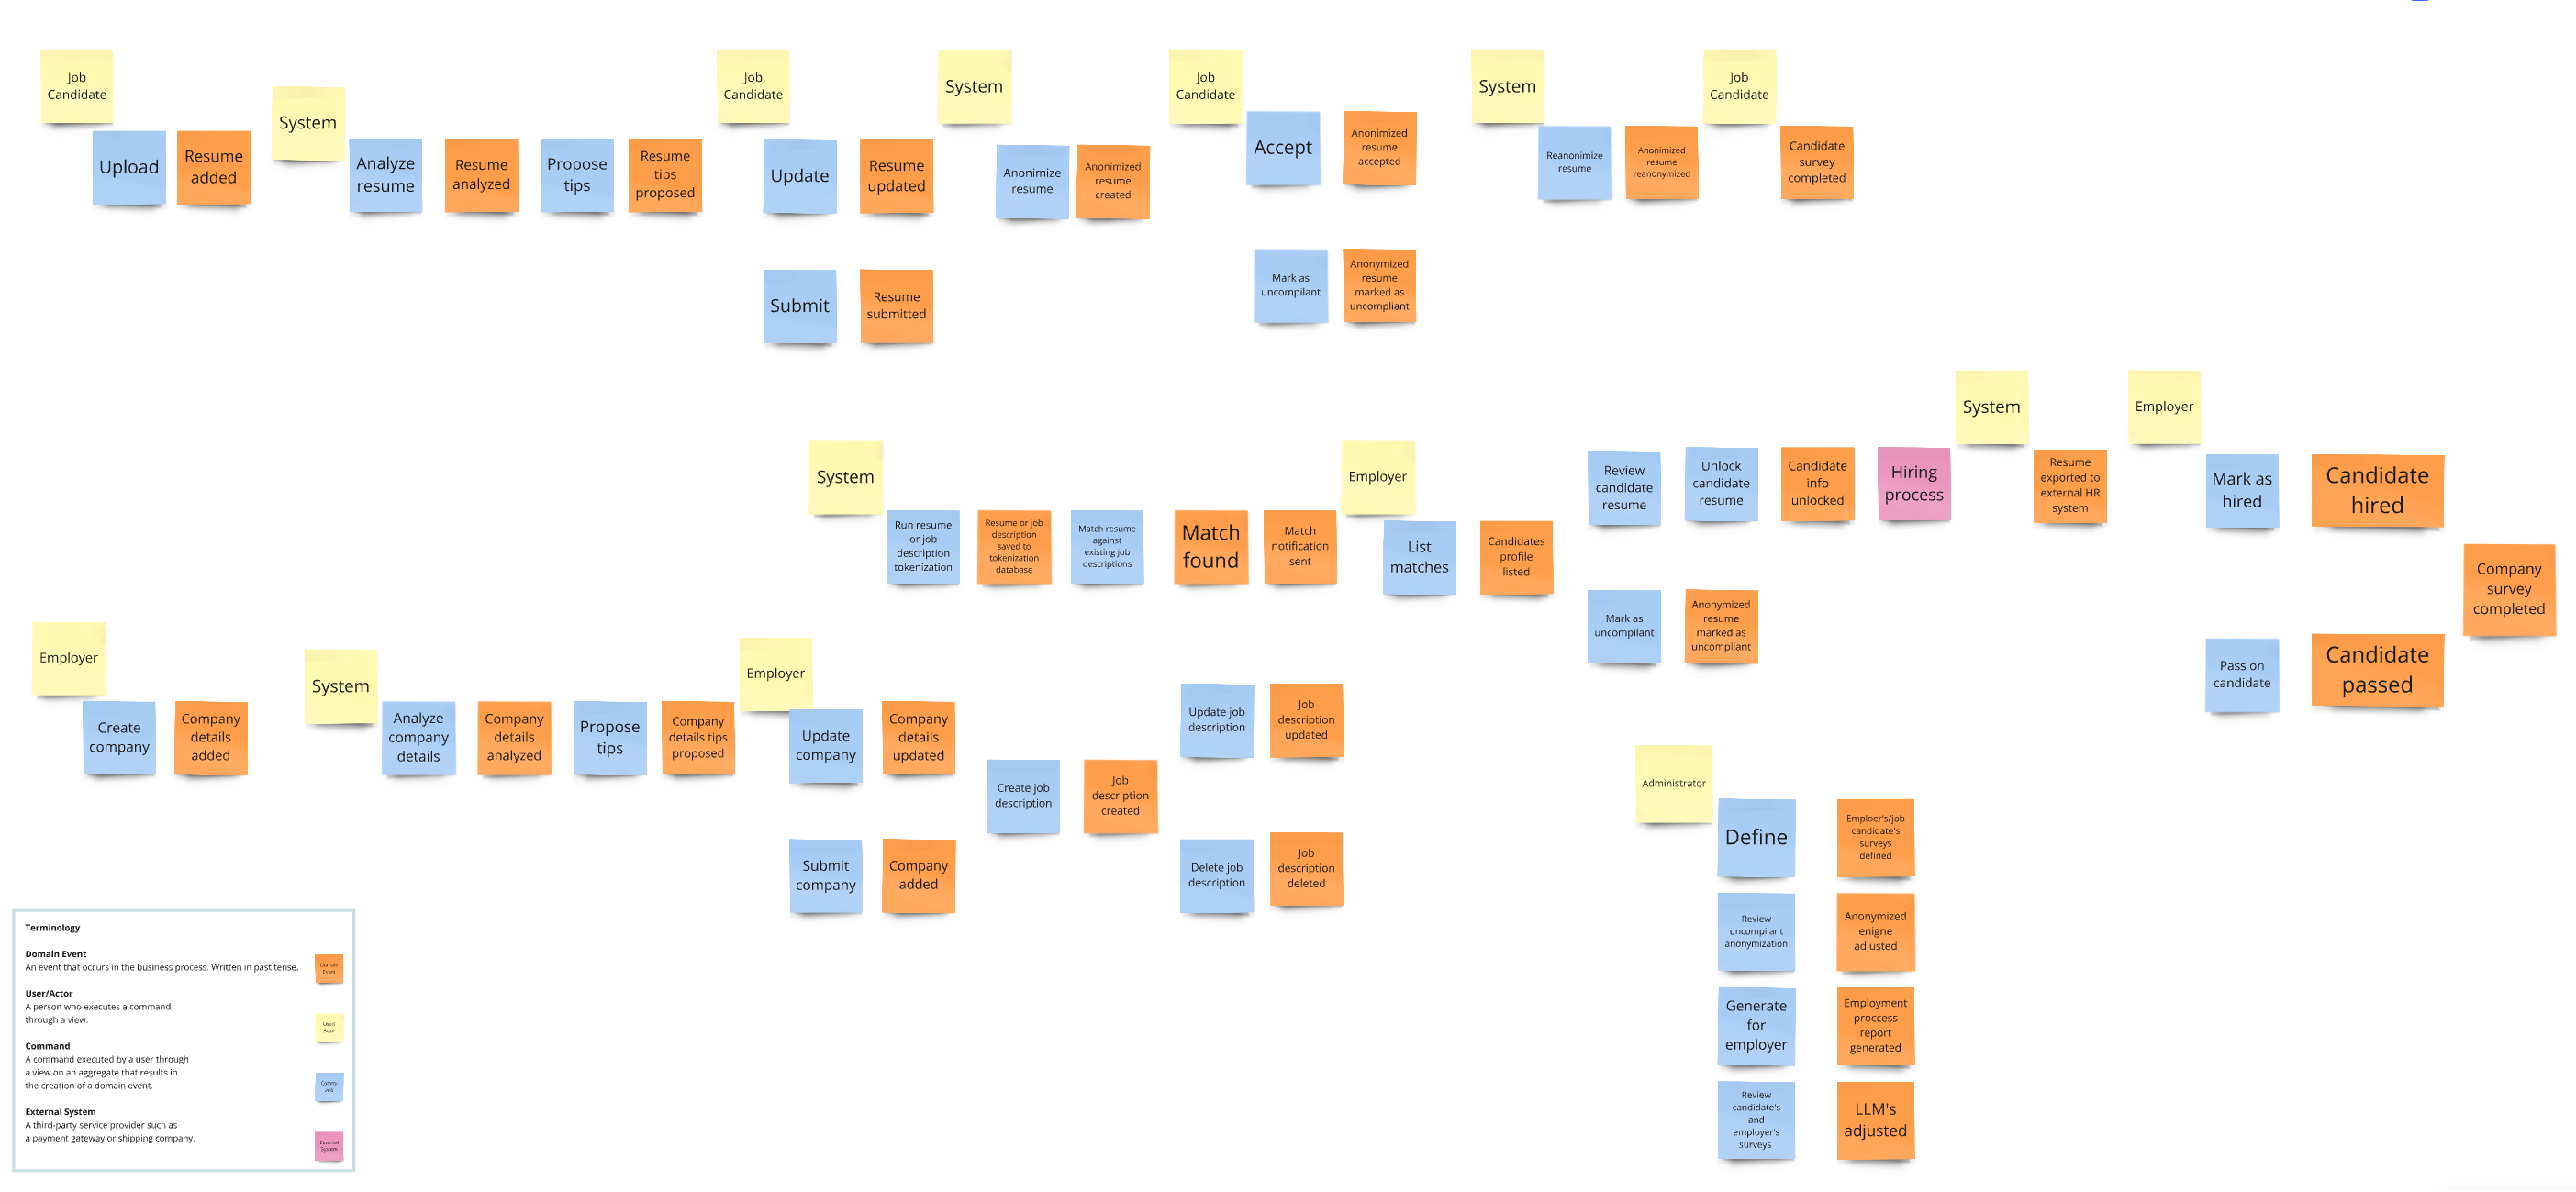 Job
Candidate
Upload
Resume
added
System
Analyze
resume
Resume
analyzed
Propose
tips
Resume
tips
proposed
Job
Candidate
Update
Resume
updated
Submit
Resume
submitted
System
Anonimize
resume
Anonimized
resume
created
Job
Candidate
Accept
Anonimized
resume
accepted
Mark as
uncompilant
Anonymized
resume
marked as
uncompliant
System
Reanonimize
resume
Anonimized
resume
reanonymized
Job
Candidate
Candidate
survey
completed
System
Run resume
or job
description
tokenization
Resume or job
description
saved to
tokenization
database
Match resume
against
existing job
descriptions
Match
found
Match
notification
sent
Employer
List
matches
Candidates
profile
listed
Review
candidate
resume
Unlock
candidate
resume
Candidate
info
unlocked
Hiring
process
Mark as
uncompilant
Anonymized
resume
marked as
uncompliant
System
Resume
exported to
external HR
system
Employer
Mark as
hired
Candidate
hired
Company
survey
completed
Pass on
candidate
Candidate
passed
Employer
Create
company
Company
details
added
System
Analyze
company
details
Company
details
analyzed
Propose
tips
Company
details tips
proposed
Employer
Update
company
Company
details
updated
Submit
company
Company
added
Create job
description
Job
description
created
Update job
description
Job
description
updated
Delete job
description
Job
description
deleted
Administrator
Define
Emploer's/job
candidate's
surveys
defined
Review
uncompilant
anonymization
Anonymized
enigne
adjusted
Generate
for
employer
Employment
proccess
report
generated
Review
candidate's
and
employer's
surveys
LLM's
adjusted
Terminology
Domain Event
An event that occurs in the business process. Written in past tense.
Domain
Event
User/Actor
A person who executes a command
through a view.
User/
Actor
Command
A command executed by a user through
a view on an aggregate that results in
the creation of a domain event.
Comm-
and
External System
A third-party service provider such as
a payment gateway or shipping company.
External
System